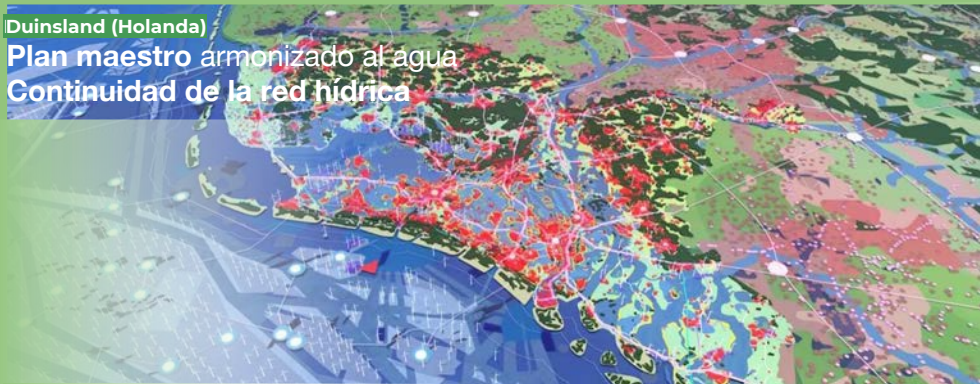 Duinsland (Holanda)
Plan maestro armonizado al agua
Continuidad de la red hídrica